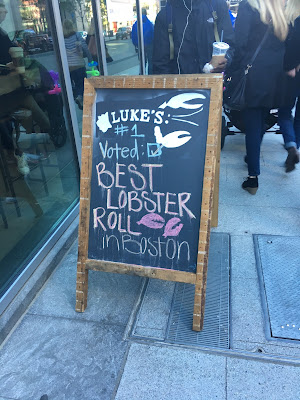 LUKE'S:
#1
Voted: ☑
BEST
LOBSTER
ROLL
in Boston